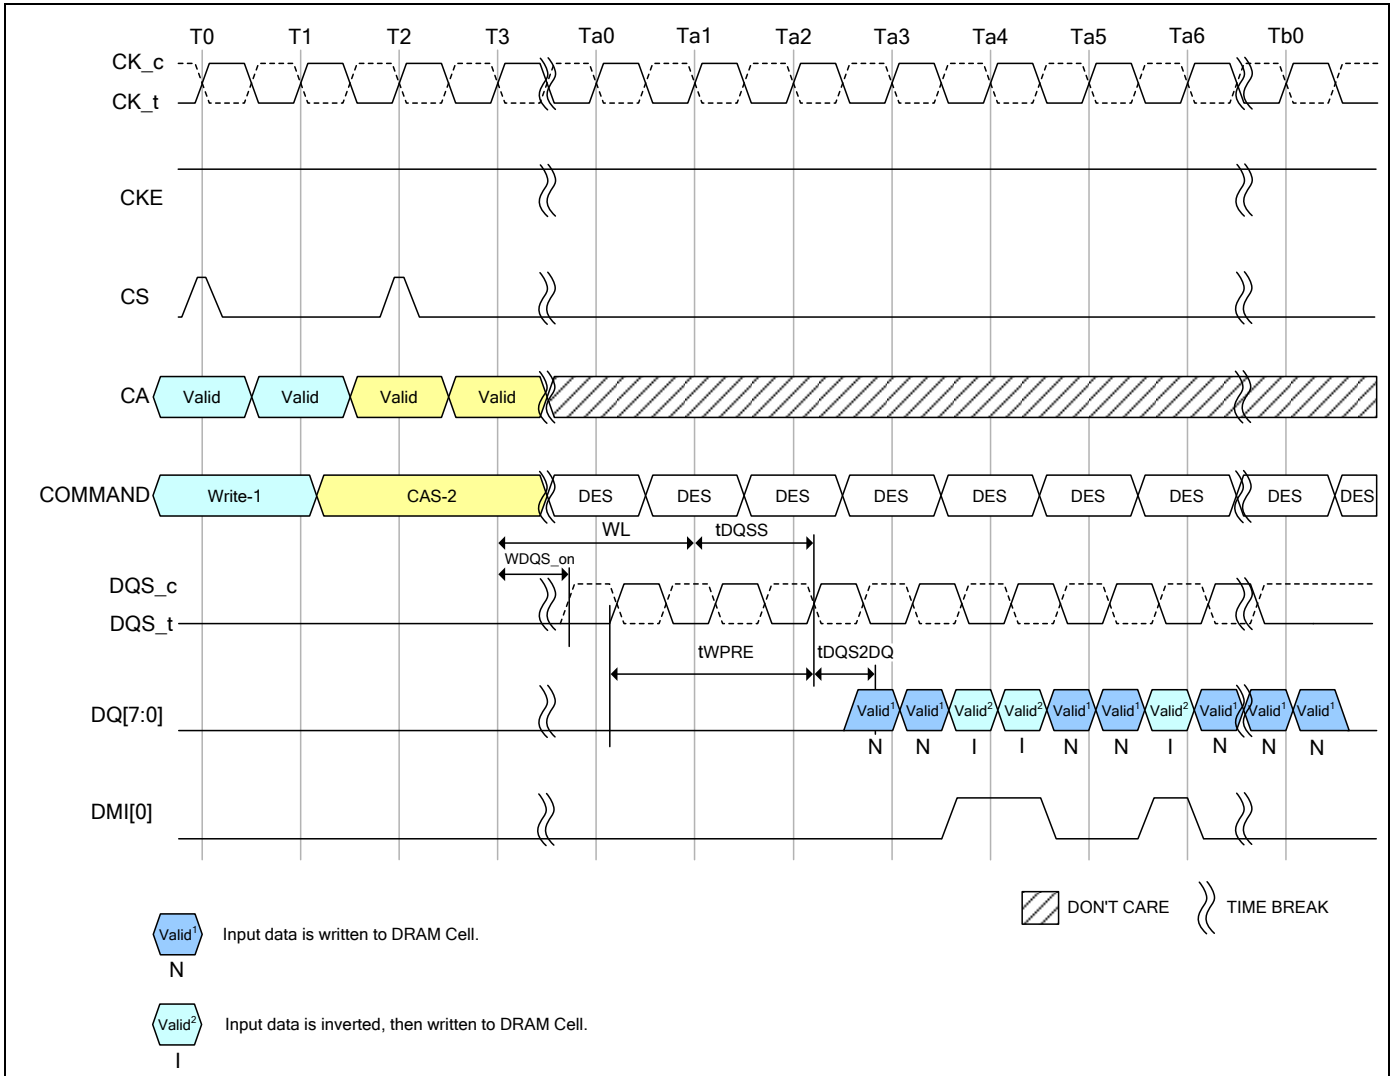 T0 T1 T2 T3 Ta0 Ta1 Ta2 Ta3 Ta4 Ta5 Ta6 Tb0
CK_c
CK_t
CKE
CS
CA Valid Valid Valid Valid
COMMAND Write-1 CAS-2 DES DES DES DES DES DES DES DES DES
WL tDQSS
WDQS_on
DQS_c
DQS_t
tWPRE tDQS2DQ
DQ[7:0] Valid¹ Valid¹ Valid² Valid² Valid¹ Valid¹ Valid² Valid¹ Valid¹ Valid¹
N N I I N N I N N N
DMI[0]
DON'T CARE TIME BREAK
Valid¹ Input data is written to DRAM Cell.
N
Valid² Input data is inverted, then written to DRAM Cell.
I